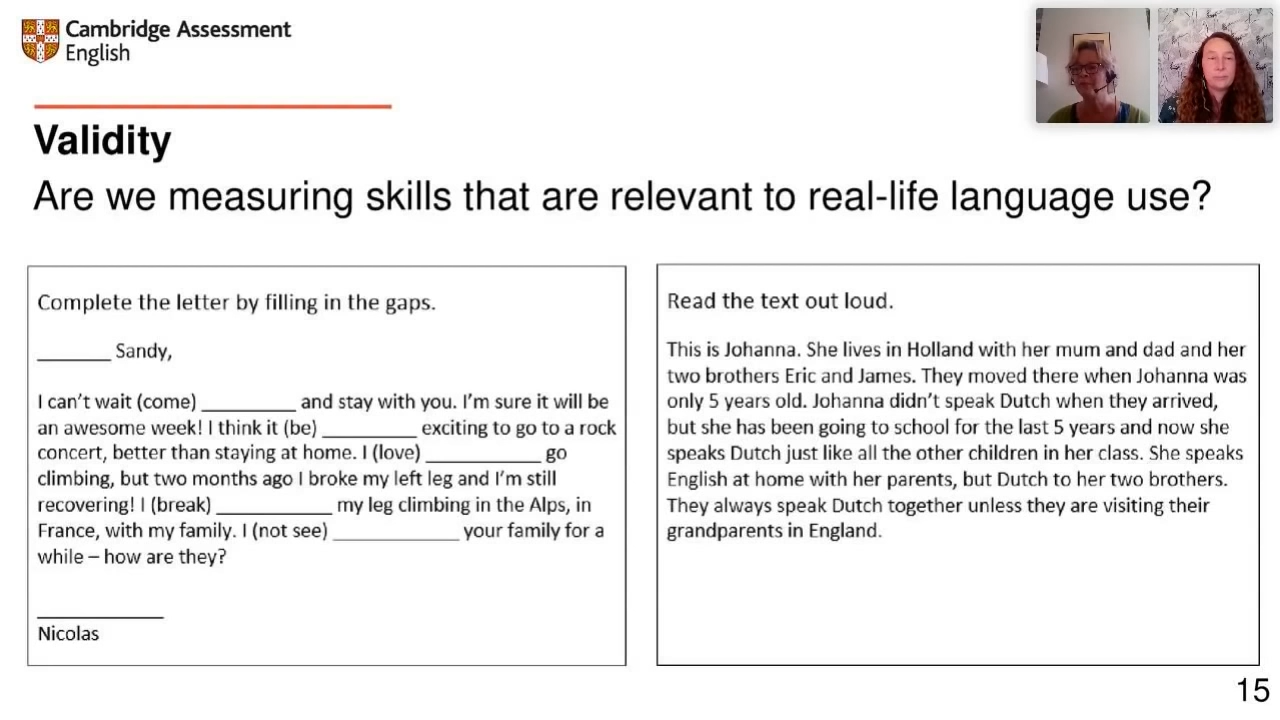 Cambridge Assessment
English
Validity
Are we measuring skills that are relevant to real-life language use?
Complete the letter by filling in the gaps.
_______ Sandy,
I can't wait (come) _________ and stay with you. I'm sure it will be
an awesome week! I think it (be) _________ exciting to go to a rock
concert, better than staying at home. I (love) ___________ go
climbing, but two months ago I broke my left leg and I'm still
recovering! I (break) ___________ my leg climbing in the Alps, in
France, with my family. I (not see) ____________ your family for a
while – how are they?
____________
Nicolas
Read the text out loud.
This is Johanna. She lives in Holland with her mum and dad and her
two brothers Eric and James. They moved there when Johanna was
only 5 years old. Johanna didn't speak Dutch when they arrived,
but she has been going to school for the last 5 years and now she
speaks Dutch just like all the other children in her class. She speaks
English at home with her parents, but Dutch to her two brothers.
They always speak Dutch together unless they are visiting their
grandparents in England.
15